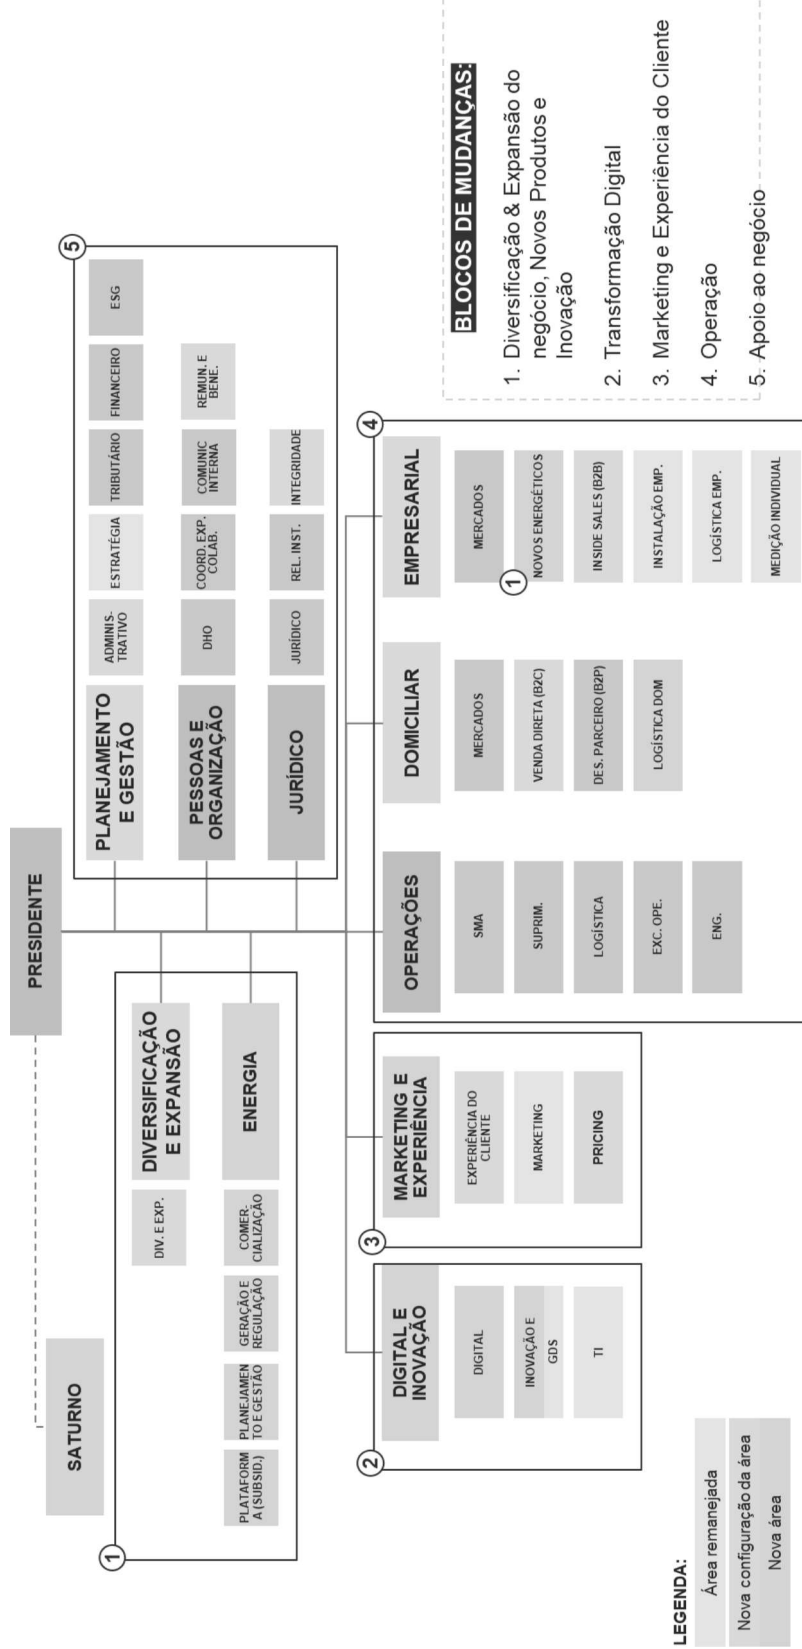 PRESIDENTE
SATURNO
1
DIVERSIFICAÇÃO
E EXPANSÃO
DIV. E EXP.
ENERGIA
COMER-
CIALIZAÇÃO
GERAÇÃO E
REGULAÇÃO
PLANEJAMEN
TO E GESTÃO
PLATAFORM
A (SUBSID.)
5
PLANEJAMENTO
E GESTÃO
ADMINIS-
TRATIVO
ESTRATÉGIA
TRIBUTÁRIO
FINANCEIRO
ESG
PESSOAS E
ORGANIZAÇÃO
DHO
COORD. EXP.
COLAB.
COMUNIC
INTERNA
REMUN. E
BENE.
JURÍDICO
JURÍDICO
REL. INST.
INTEGRIDADE
2
DIGITAL E
INOVAÇÃO
DIGITAL
INOVAÇÃO E
GDS
TI
3
MARKETING E
EXPERIÊNCIA
EXPERIÊNCIA DO
CLIENTE
MARKETING
PRICING
4
OPERAÇÕES
SMA
SUPRIM.
LOGÍSTICA
EXC. OPE.
ENG.
DOMICILIAR
MERCADOS
VENDA DIRETA (B2C)
DES. PARCEIRO (B2P)
LOGÍSTICA DOM
EMPRESARIAL
MERCADOS
1
NOVOS ENERGÉTICOS
INSIDE SALES (B2B)
INSTALAÇÃO EMP.
LOGÍSTICA EMP.
MEDIÇÃO INDIVIDUAL
BLOCOS DE MUDANÇAS:
1. Diversificação & Expansão do
negócio, Novos Produtos e
Inovação
2. Transformação Digital
3. Marketing e Experiência do Cliente
4. Operação
5. Apoio ao negócio
LEGENDA:
Área remanejada
Nova configuração da área
Nova área